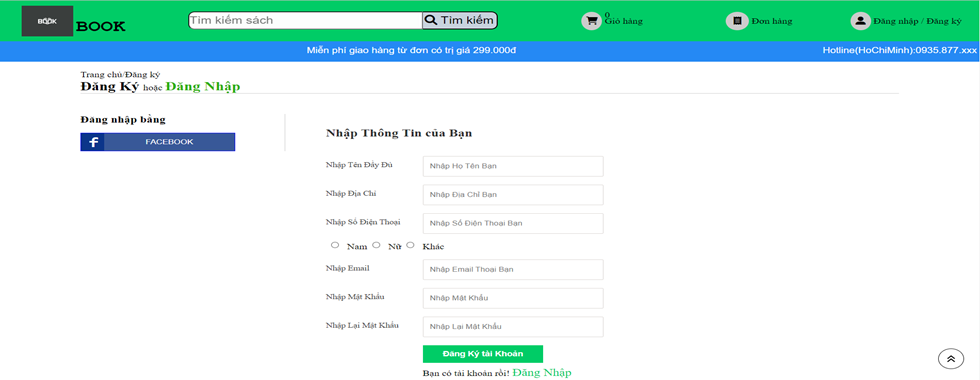 BOOK
BOOK
Tìm kiếm sách
Tìm kiếm
0
Giỏ hàng
Đơn hàng
Đăng nhập / Đăng ký
Miễn phí giao hàng từ đơn có trị giá 299.000đ
Hotline(HoChiMinh):0935.877.xxx
Trang chủ/Đăng ký
Đăng Ký hoặc Đăng Nhập
Đăng nhập bằng
f FACEBOOK
Nhập Thông Tin của Bạn
Nhập Tên Đầy Đủ
Nhập Họ Tên Bạn
Nhập Địa Chỉ
Nhập Địa Chỉ Bạn
Nhập Số Điện Thoại
Nhập Số Điện Thoại Bạn
Nam Nữ Khác
Nhập Email
Nhập Email Thoại Bạn
Nhập Mật Khẩu
Nhập Mật Khẩu
Nhập Lại Mật Khẩu
Nhập Lại Mật Khẩu
Đăng Ký tài Khoản
Bạn có tài khoản rồi! Đăng Nhập